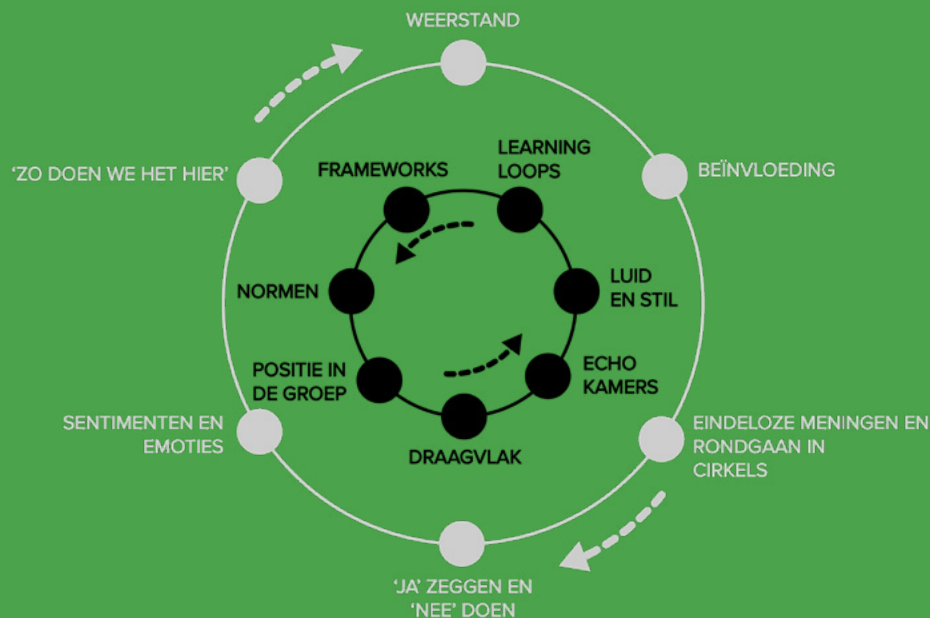 WEERSTAND
'ZO DOEN WE HET HIER'
BEÏNVLOEDING
FRAMEWORKS
LEARNING
LOOPS
NORMEN
LUID
EN STIL
POSITIE IN
DE GROEP
ECHO
KAMERS
DRAAGVLAK
SENTIMENTEN EN
EMOTIES
EINDELOZE MENINGEN EN
RONDGAAN IN
CIRKELS
'JA' ZEGGEN EN
'NEE' DOEN